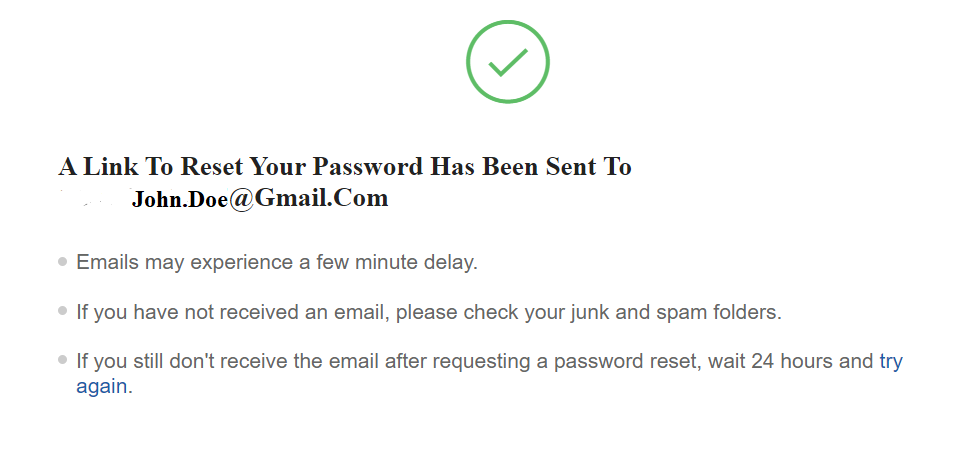 A Link To Reset Your Password Has Been Sent To
John.Doe@Gmail.Com
Emails may experience a few minute delay.
If you have not received an email, please check your junk and spam folders.
If you still don't receive the email after requesting a password reset, wait 24 hours and try
again.